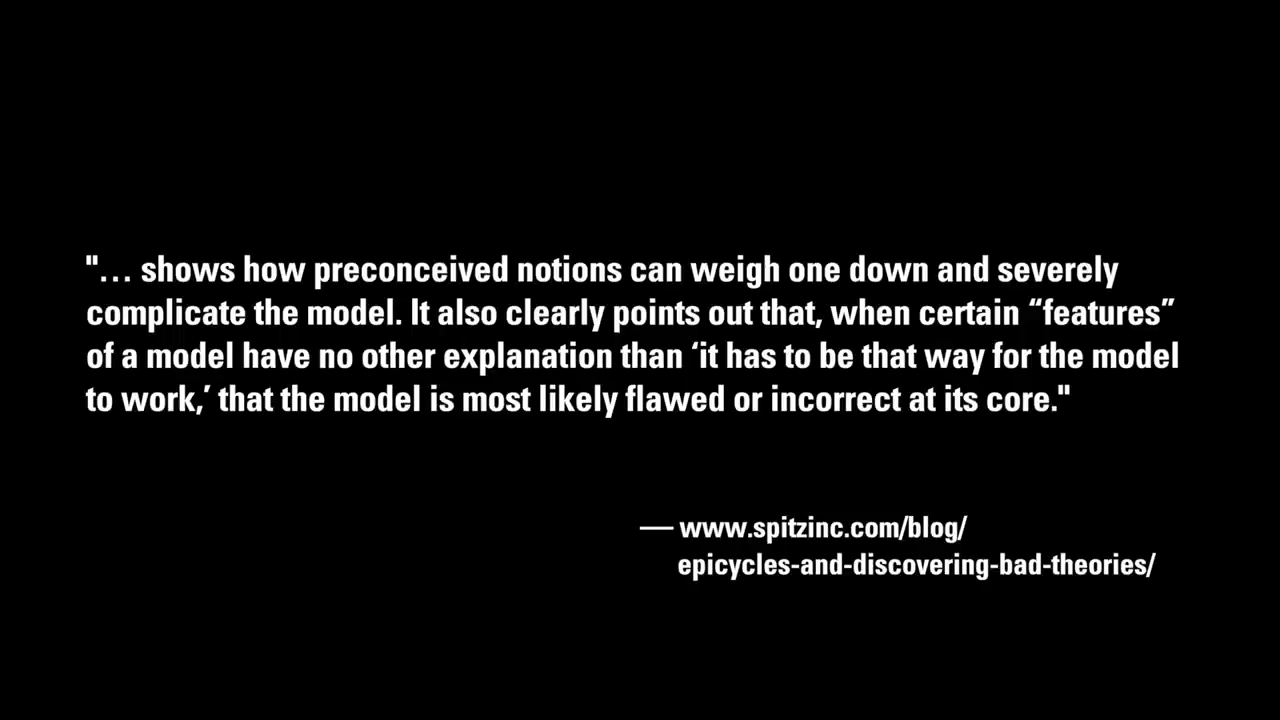 "… shows how preconceived notions can weigh one down and severely
complicate the model. It also clearly points out that, when certain “features”
of a model have no other explanation than ‘it has to be that way for the model
to work,’ that the model is most likely flawed or incorrect at its core."
— www.spitzinc.com/blog/
epicycles-and-discovering-bad-theories/